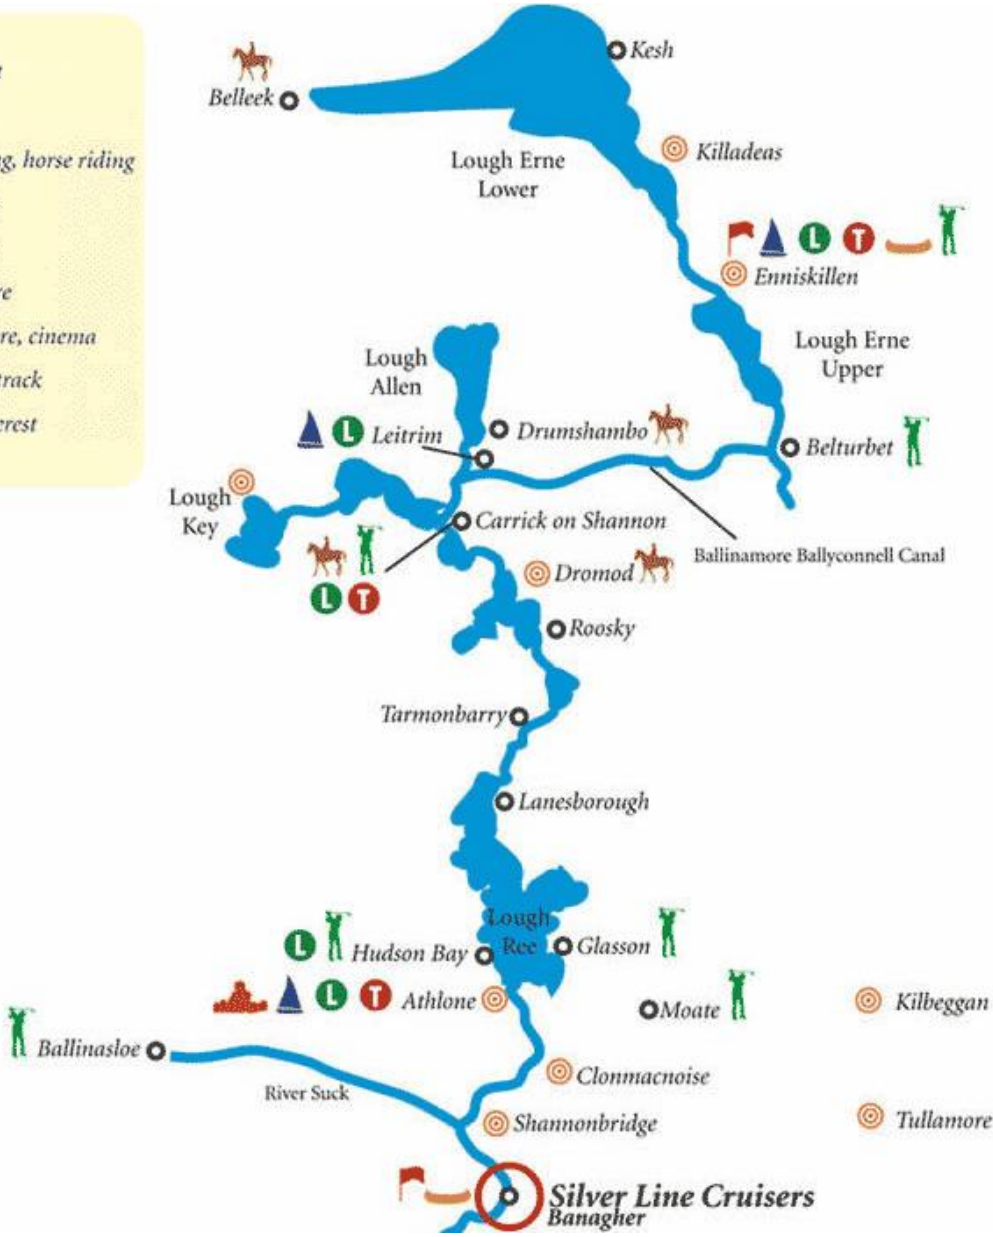 Kesh
Belleek
g, horse riding
Killadeas
Lough Erne
Lower
Enniskillen
re
re, cinema
Lough Erne
Upper
Lough
Allen
track
erest
L
T
L Leitrim
Drumshambo
Belturbet
Lough
Key
Carrick on Shannon
Ballinamore Ballyconnell Canal
Dromod
L T
Roosky
Tarmonbarry
Lanesborough
Lough
Ree
L Hudson Bay
Glasson
L T Athlone
Moate
Kilbeggan
Ballinasloe
Clonmacnoise
River Suck
Shannonbridge
Tullamore
Silver Line Cruisers
Banagher